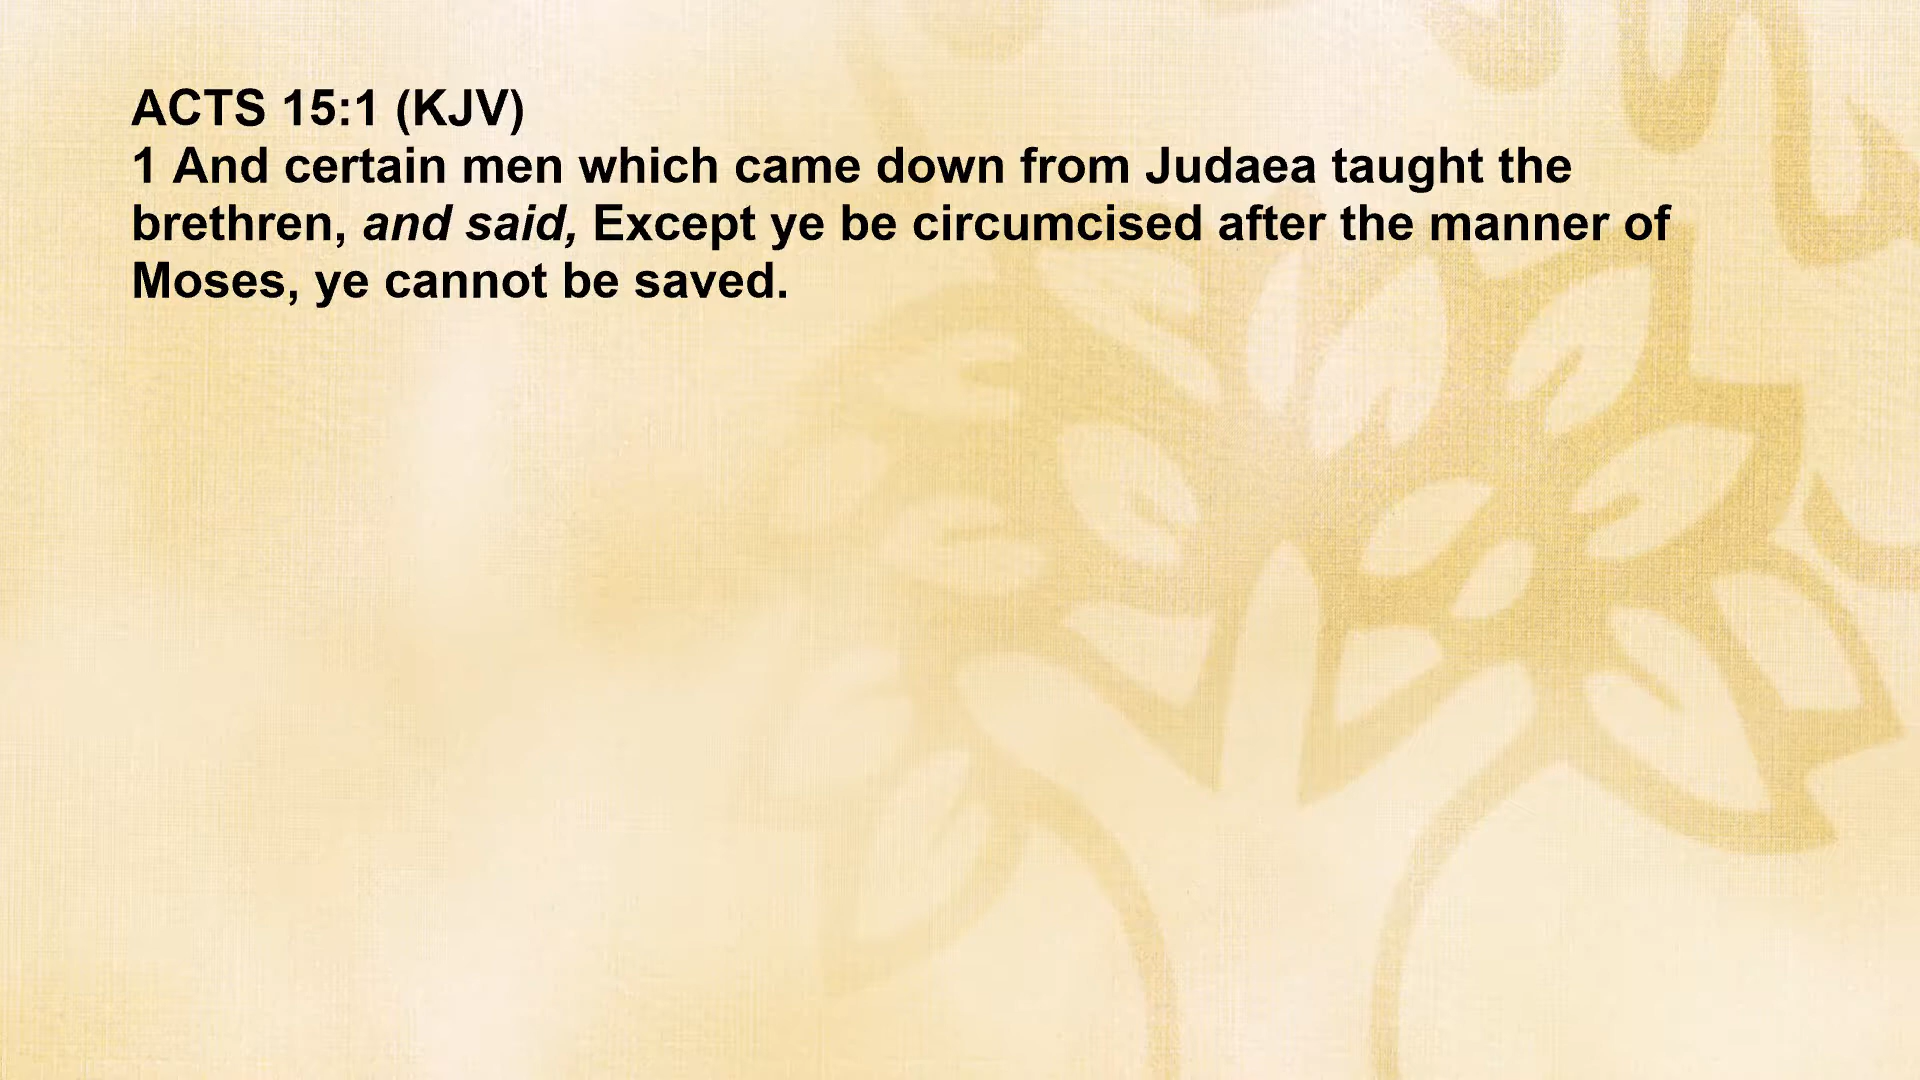 ACTS 15:1 (KJV)
1 And certain men which came down from Judaea taught the
brethren, and said, Except ye be circumcised after the manner of
Moses, ye cannot be saved.